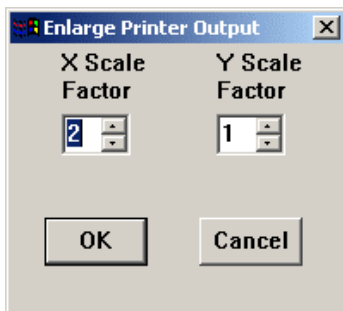 Enlarge Printer Output
X Scale Factor
Y Scale Factor
2
1
OK
Cancel